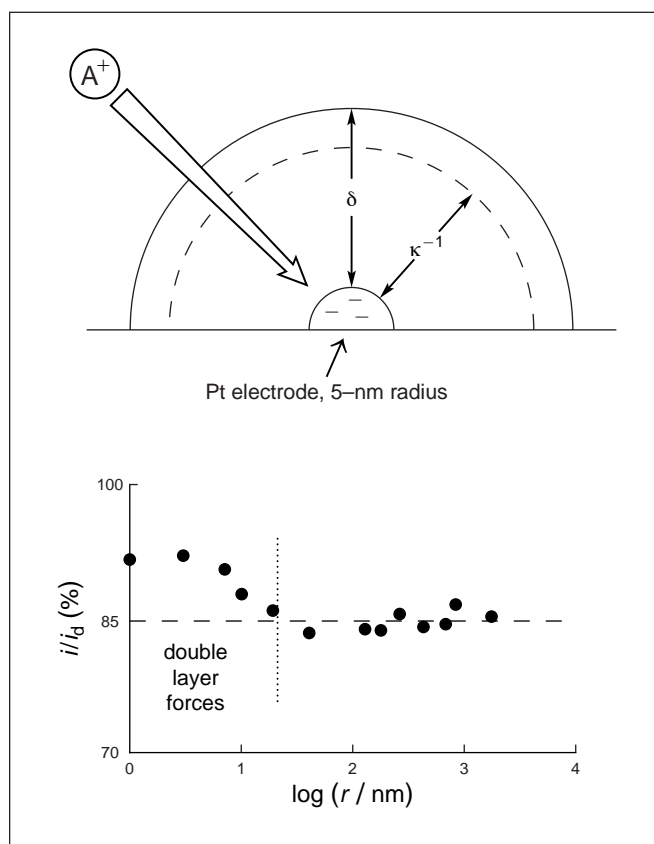 A⁺
δ
κ⁻¹
Pt electrode, 5–nm radius
100
85
70
i/i_d (%)
double
layer
forces
0 1 2 3 4
log (r / nm)